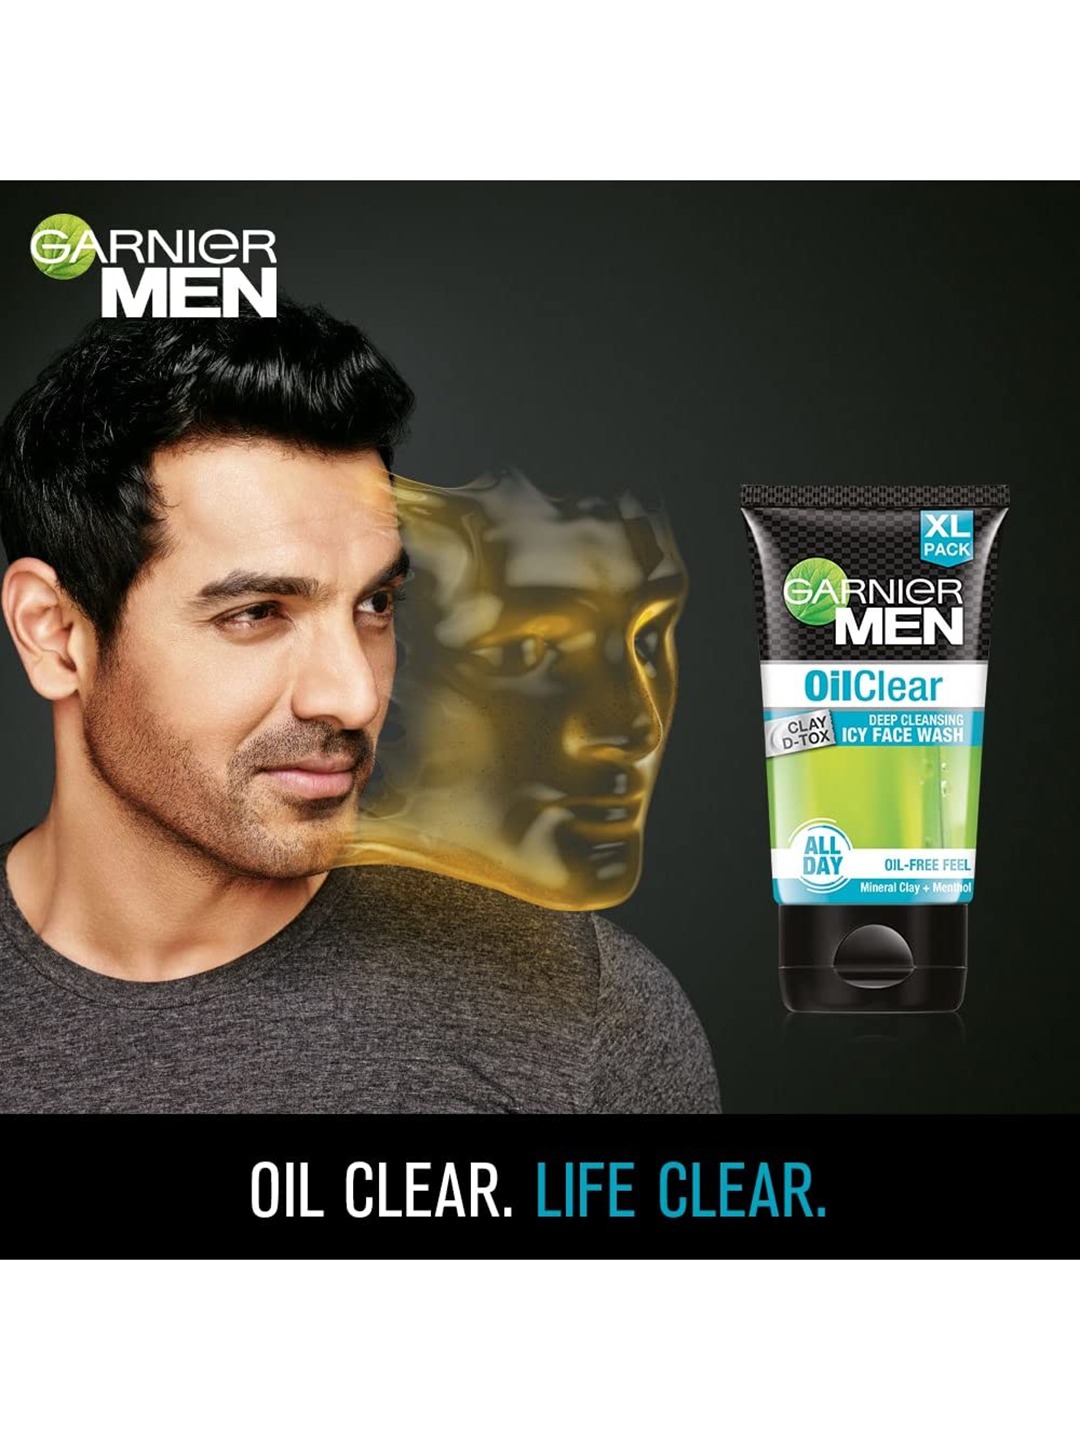 GARNIER
MEN
XL
PACK
GARNIER
MEN
OilClear
CLAY
D-TOX
DEEP CLEANSING
ICY FACE WASH
ALL
DAY
OIL-FREE FEEL
Mineral Clay + Menthol
OIL CLEAR. LIFE CLEAR.